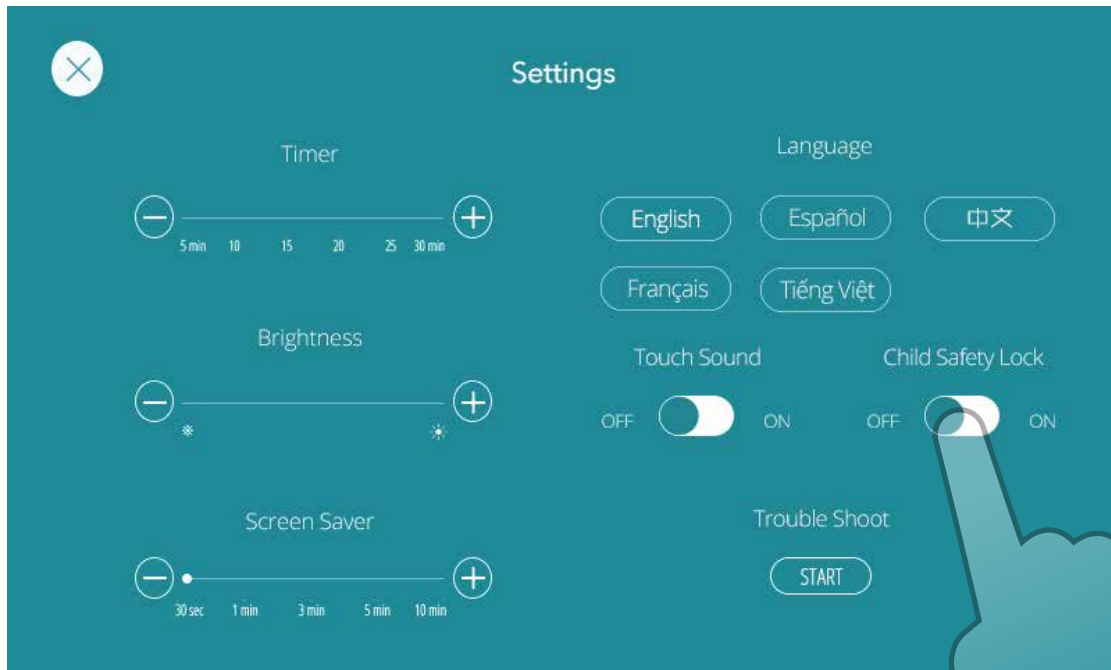 Settings
Timer
5 min 10 15 20 25 30 min
Brightness
Screen Saver
30 sec 1 min 3 min 5 min 10 min
Language
English Español 中文
Français Tiếng Việt
Touch Sound
OFF ON
Child Safety Lock
OFF ON
Trouble Shoot
START